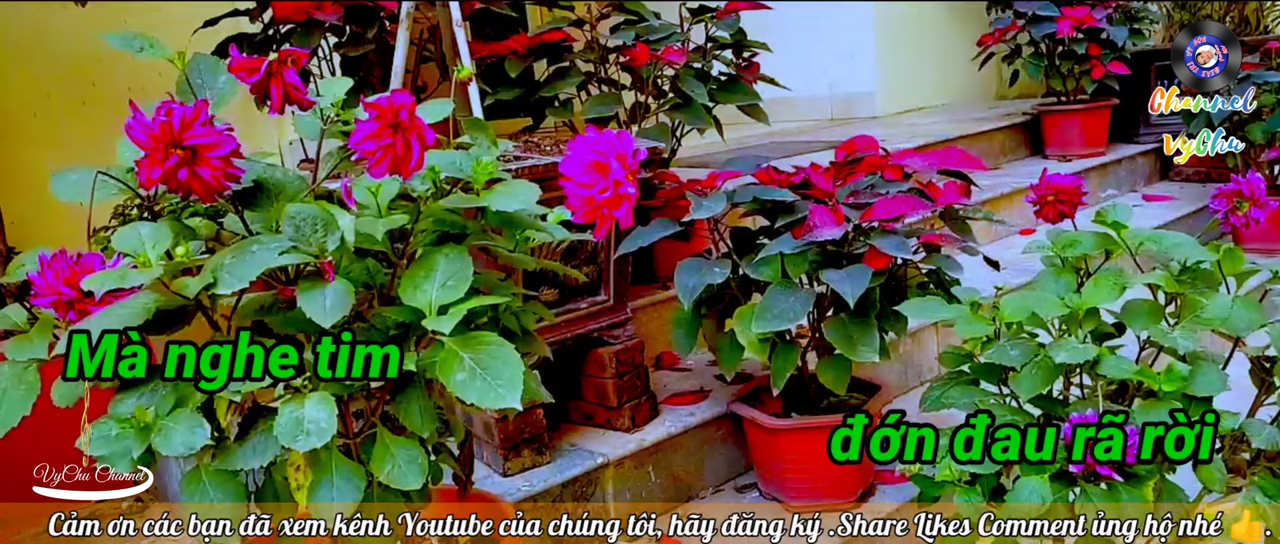 Channel
VyChu
Mà nghe tim
đớn đau rã rời
VyChu Channel
Cảm ơn các bạn đã xem kênh Youtube của chúng tôi, hãy đăng ký .Share Likes Comment ủng hộ nhé 👍.